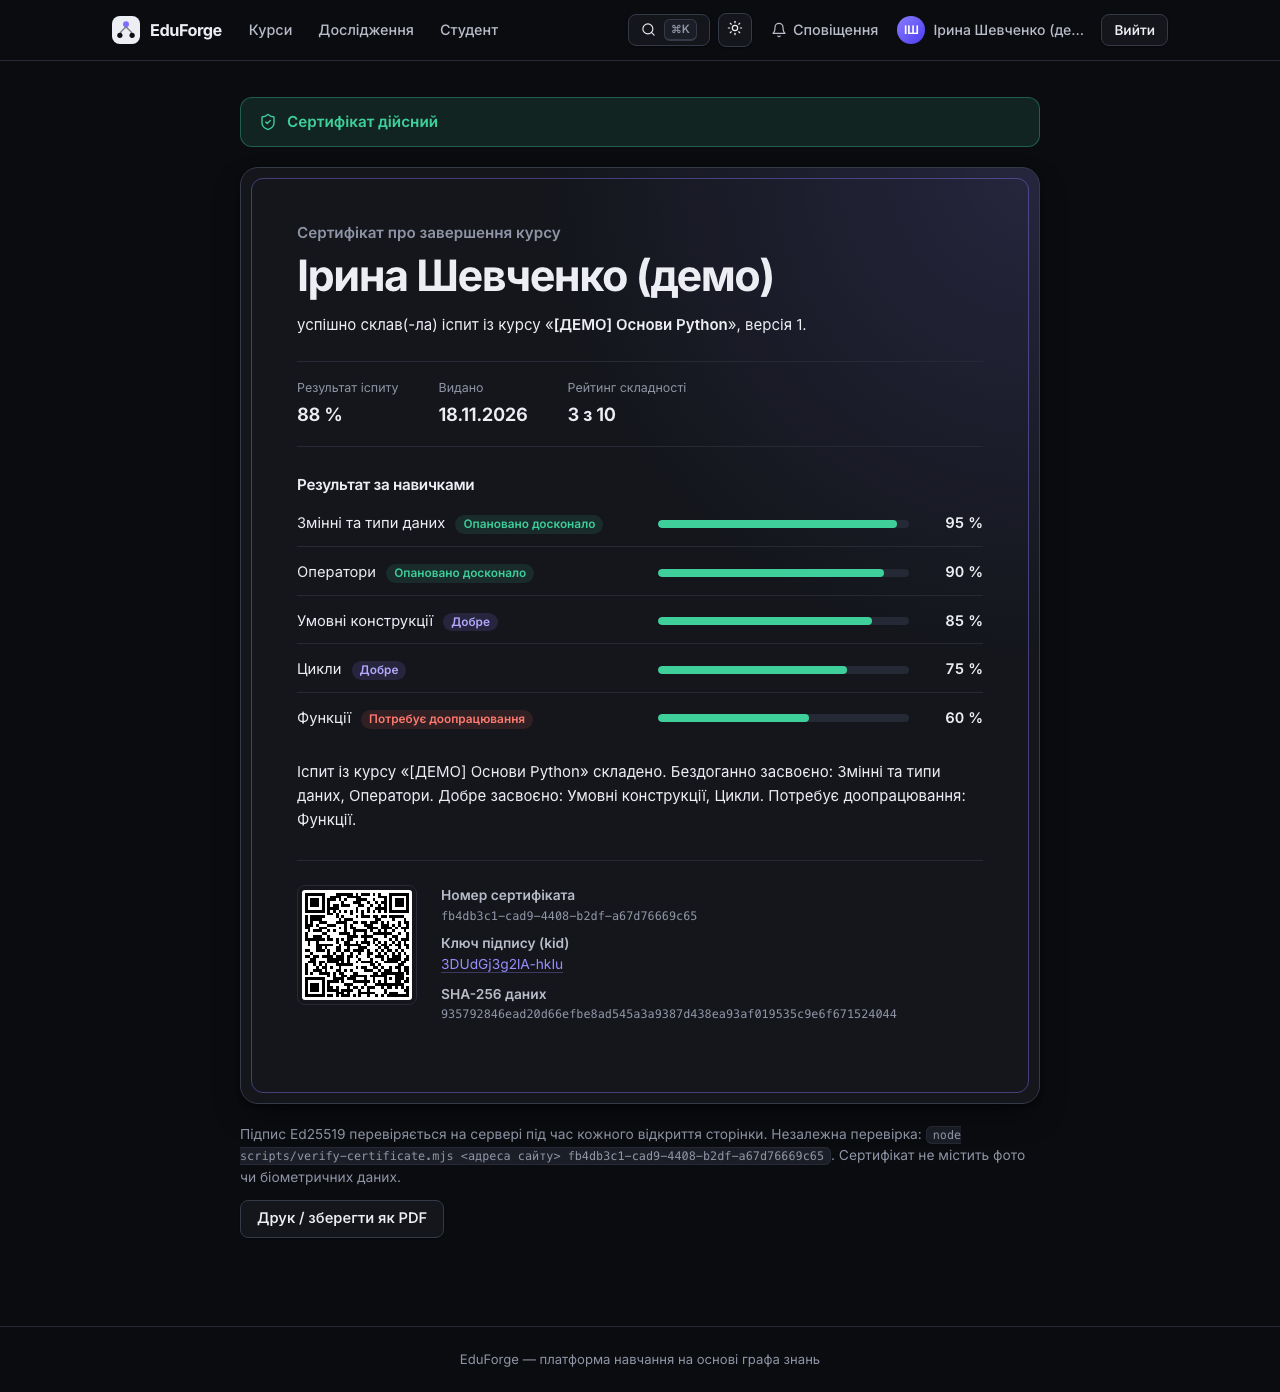 EduForge
Курси
Дослідження
Студент
⌘K
Сповіщення
ІШ
Ірина Шевченко (де...
Вийти
Сертифікат дійсний
Сертифікат про завершення курсу
Ірина Шевченко (демо)
успішно склав(-ла) іспит із курсу «[ДЕМО] Основи Python», версія 1.
Результат іспиту
88 %
Видано
18.11.2026
Рейтинг складності
3 з 10
Результат за навичками
Змінні та типи даних Опановано досконало 95 %
Оператори Опановано досконало 90 %
Умовні конструкції Добре 85 %
Цикли Добре 75 %
Функції Потребує доопрацювання 60 %
Іспит із курсу «[ДЕМО] Основи Python» складено. Бездоганно засвоєно: Змінні та типи
даних, Оператори. Добре засвоєно: Умовні конструкції, Цикли. Потребує доопрацювання:
Функції.
Номер сертифіката
fb4db3c1-cad9-4408-b2df-a67d76669c65
Ключ підпису (kid)
3DUdGj3g2lA-hkIu
SHA-256 даних
935792846ead20d66efbe8ad545a3a9387d438ea93af019535c9e6f671524044
Підпис Ed25519 перевіряється на сервері під час кожного відкриття сторінки. Незалежна перевірка: node
scripts/verify-certificate.mjs <адреса сайту> fb4db3c1-cad9-4408-b2df-a67d76669c65. Сертифікат не містить фото
чи біометричних даних.
Друк / зберегти як PDF
EduForge — платформа навчання на основі графа знань